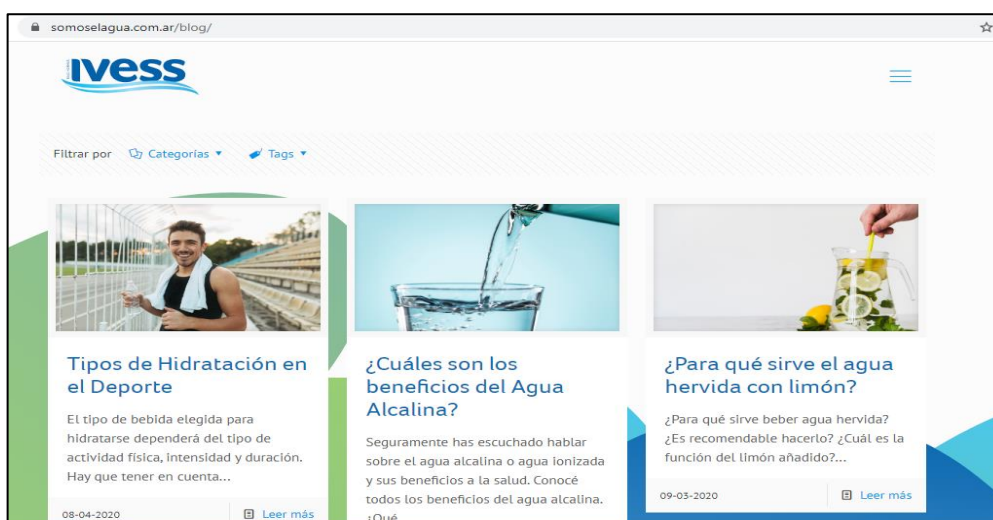 somoselagua.com.ar/blog/
IVess
Filtrar por Categorías Tags
Tipos de Hidratación en
el Deporte
El tipo de bebida elegida para
hidratarse dependerá del tipo de
actividad física, intensidad y duración.
Hay que tener en cuenta...
08-04-2020 Leer más
¿Cuáles son los
beneficios del Agua
Alcalina?
Seguramente has escuchado hablar
sobre el agua alcalina o agua ionizada
y sus beneficios a la salud. Conocé
todos los beneficios del agua alcalina.
¿Qué
¿Para qué sirve el agua
hervida con limón?
¿Para qué sirve beber agua hervida?
¿Es recomendable hacerlo? ¿Cuál es la
función del limón añadido?...
09-03-2020 Leer más